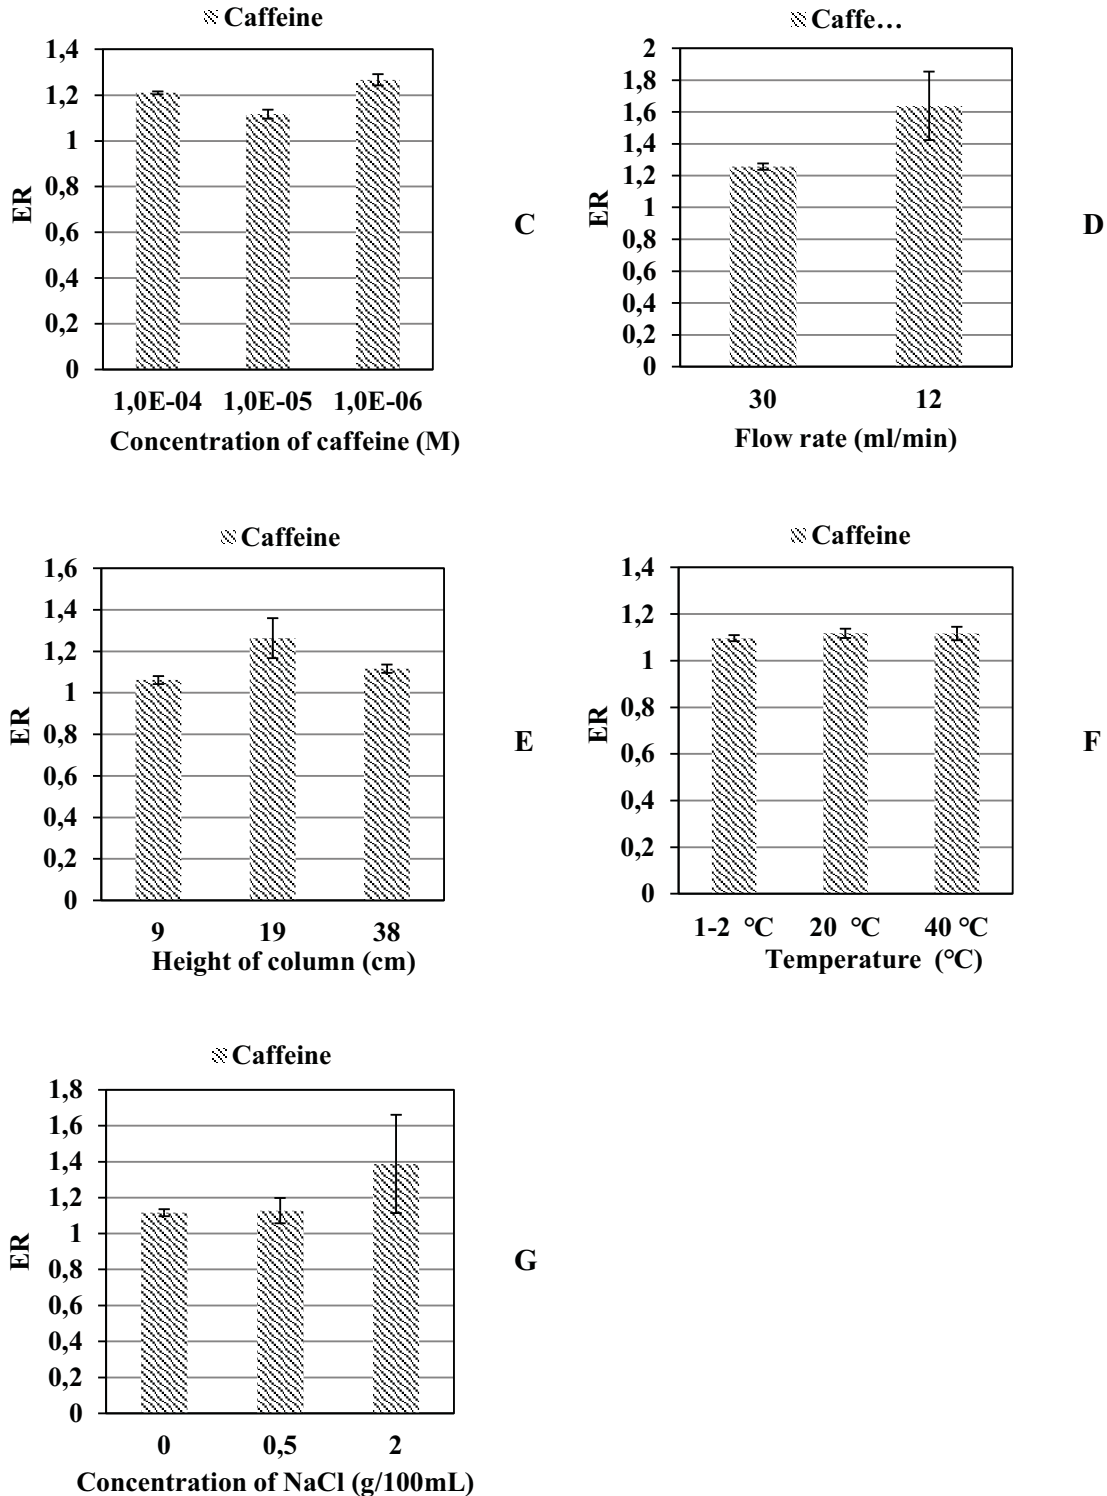 Caffeine
1,4
1,2
1
0,8
0,6
0,4
0,2
0
ER
1,0E-04 1,0E-05 1,0E-06
Concentration of caffeine (M)
C
Caffe…
2
1,8
1,6
1,4
1,2
1
0,8
0,6
0,4
0,2
0
ER
30 12
Flow rate (ml/min)
D
Caffeine
1,6
1,4
1,2
1
0,8
0,6
0,4
0,2
0
ER
9 19 38
Height of column (cm)
E
Caffeine
1,4
1,2
1
0,8
0,6
0,4
0,2
0
ER
1-2 °C 20 °C 40 °C
Temperature (°C)
F
Caffeine
1,8
1,6
1,4
1,2
1
0,8
0,6
0,4
0,2
0
ER
0 0,5 2
Concentration of NaCl (g/100mL)
G